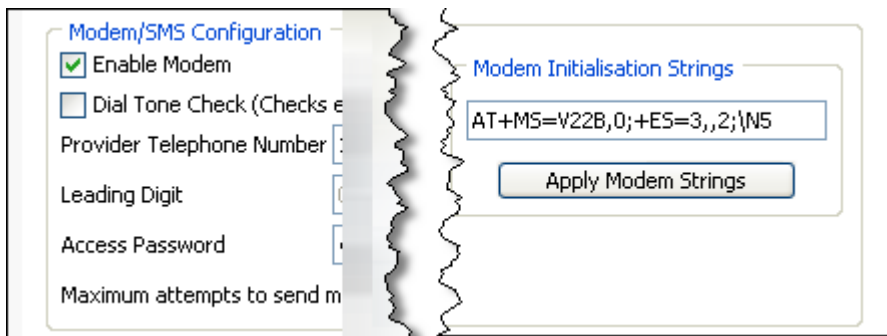 Modem/SMS Configuration
Enable Modem
Dial Tone Check (Checks
Provider Telephone Number
Leading Digit
Access Password
Maximum attempts to send
Modem Initialisation Strings
AT+MS=V22B,0;+ES=3,,2;\N5
Apply Modem Strings